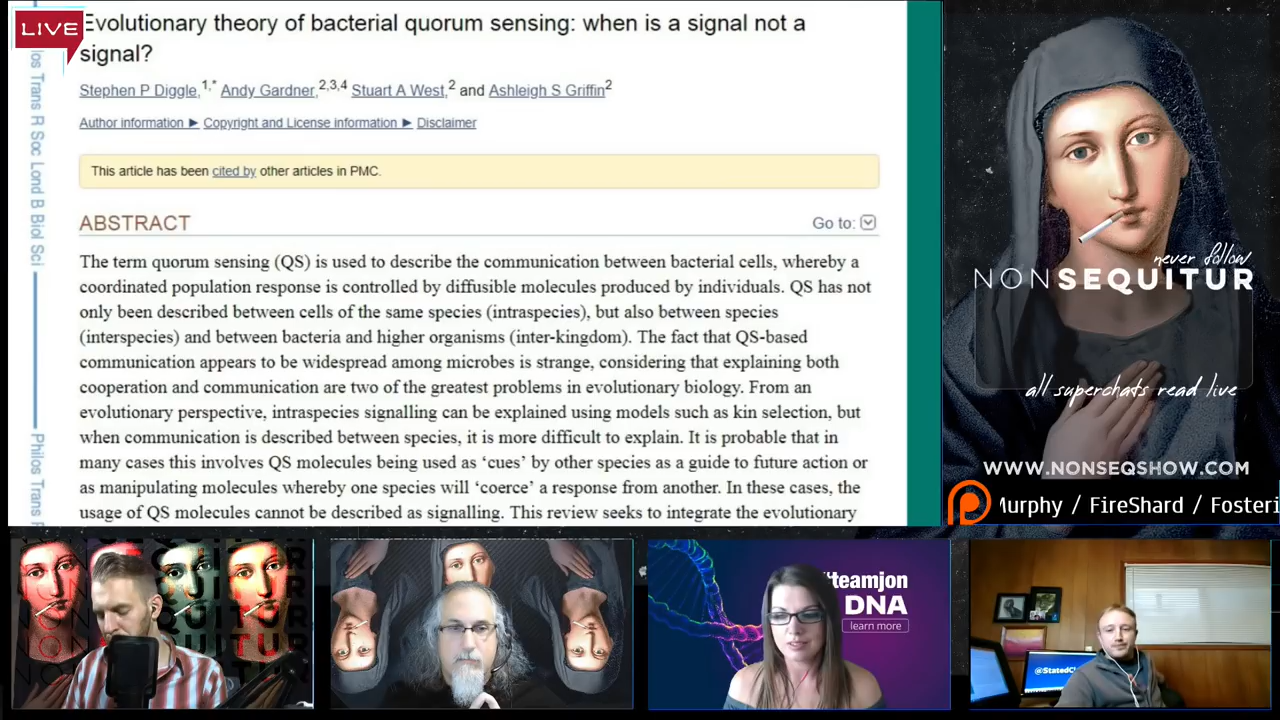 LIVE
Evolutionary theory of bacterial quorum sensing: when is a signal not a
signal?
Stephen P Diggle,1,* Andy Gardner,2,3,4 Stuart A West,2 and Ashleigh S Griffin2
Author information ► Copyright and License information ► Disclaimer
This article has been cited by other articles in PMC.
ABSTRACT
Go to:
The term quorum sensing (QS) is used to describe the communication between bacterial cells, whereby a
coordinated population response is controlled by diffusible molecules produced by individuals. QS has not
only been described between cells of the same species (intraspecies), but also between species
(interspecies) and between bacteria and higher organisms (inter-kingdom). The fact that QS-based
communication appears to be widespread among microbes is strange, considering that explaining both
cooperation and communication are two of the greatest problems in evolutionary biology. From an
evolutionary perspective, intraspecies signalling can be explained using models such as kin selection, but
when communication is described between species, it is more difficult to explain. It is probable that in
many cases this involves QS molecules being used as ‘cues’ by other species as a guide to future action or
as manipulating molecules whereby one species will ‘coerce’ a response from another. In these cases, the
usage of QS molecules cannot be described as signalling. This review seeks to integrate the evolutionary
los Trans R Soc Lond B Biol Sci
Philos Trans R
never follow
NONSEQUITUR
all superchats read live
WWW.NONSEQSHOW.COM
Murphy / FireShard / Fosteri
#teamjon
DNA
learn more
@StatedCl